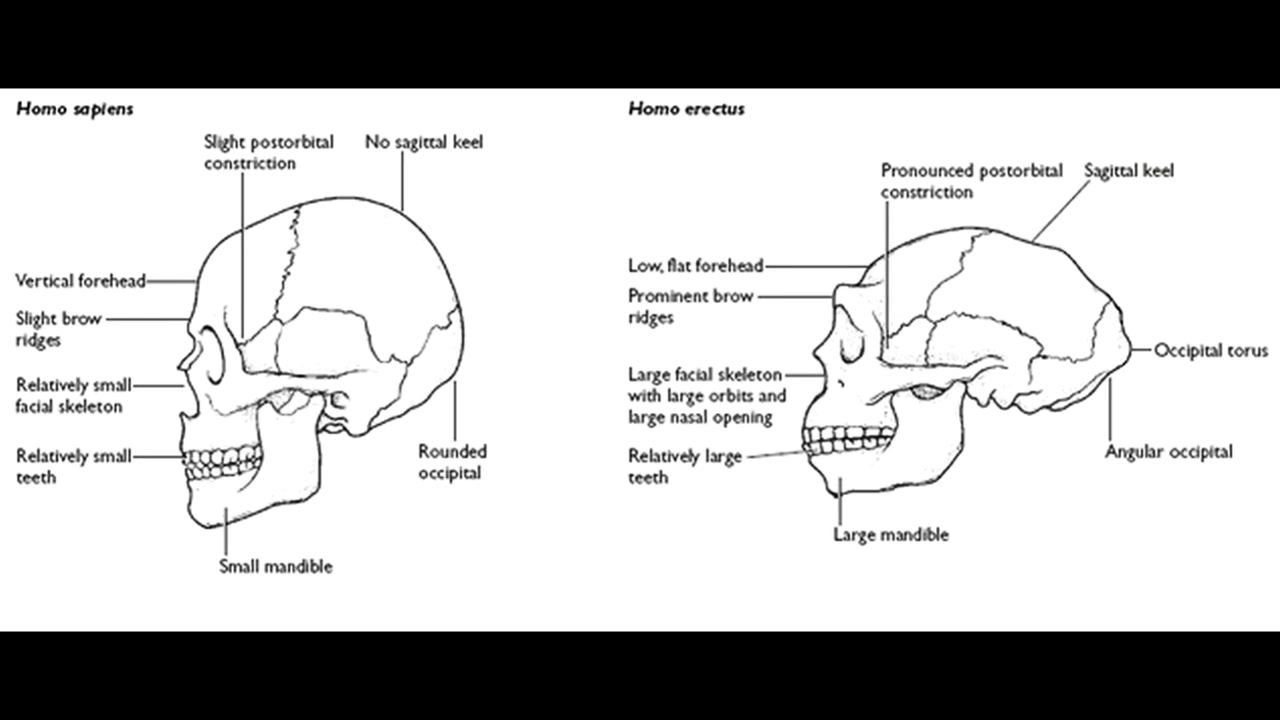 Homo sapiens
Slight postorbital
constriction
No sagittal keel
Vertical forehead
Slight brow
ridges
Relatively small
facial skeleton
Relatively small
teeth
Rounded
occipital
Small mandible
Homo erectus
Pronounced postorbital
constriction
Sagittal keel
Low, flat forehead
Prominent brow
ridges
Occipital torus
Large facial skeleton
with large orbits and
large nasal opening
Relatively large
teeth
Angular occipital
Large mandible